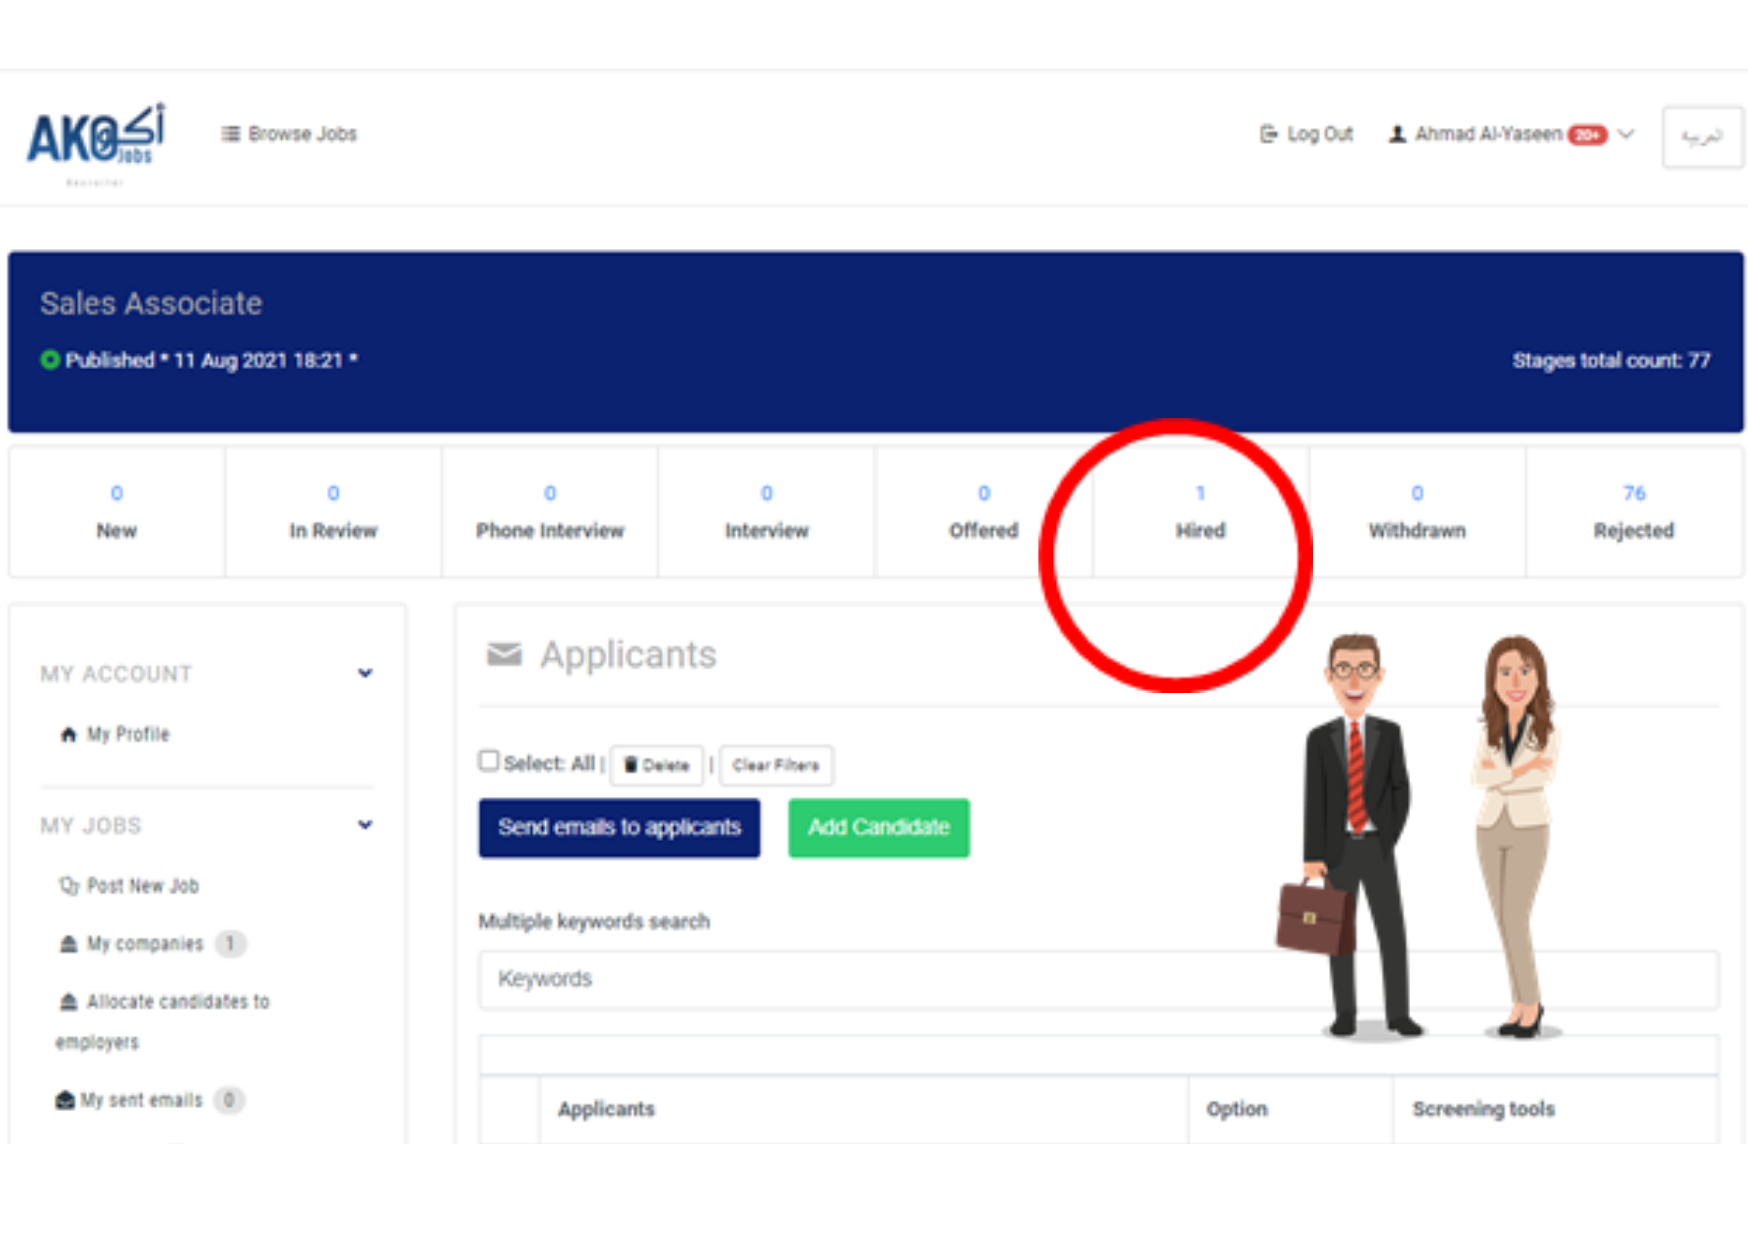 AKO أكو
Jobs
Recruiter
Browse Jobs
Log Out
Ahmad Al-Yaseen 20+
العربية
Sales Associate
Published * 11 Aug 2021 18:21 *
Stages total count: 77
0
New
0
In Review
0
Phone Interview
0
Interview
0
Offered
1
Hired
0
Withdrawn
76
Rejected
MY ACCOUNT
My Profile
MY JOBS
Post New Job
My companies 1
Allocate candidates to
employers
My sent emails 0
Applicants
Select: All | Delete | Clear Filters
Send emails to applicants
Add Candidate
Multiple keywords search
Keywords
Applicants
Option
Screening tools